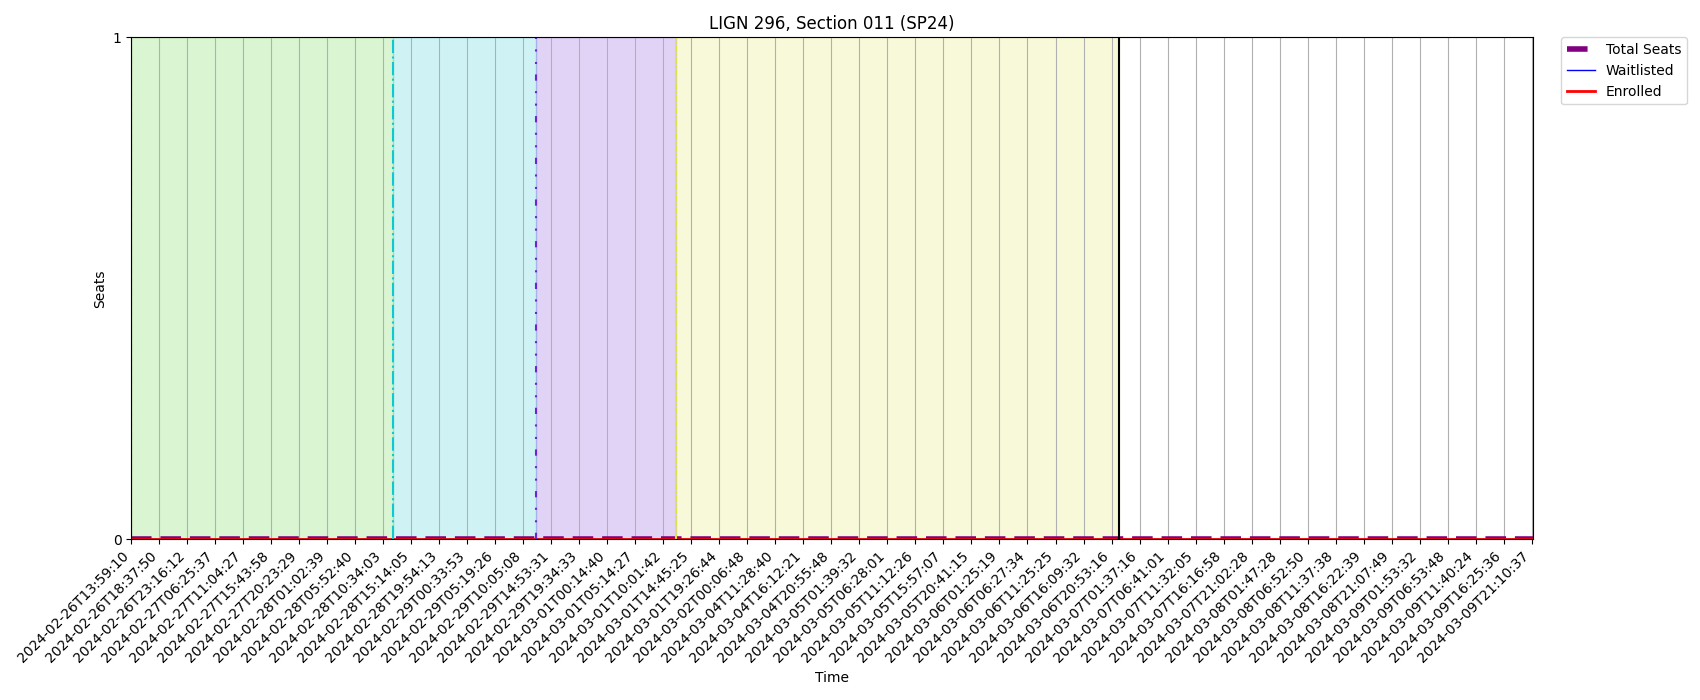 LIGN 296, Section 011 (SP24)
Total Seats
Waitlisted
Enrolled
1
Seats
0
2024-02-26T13:59:10
2024-02-26T18:37:50
2024-02-26T23:16:12
2024-02-27T06:25:37
2024-02-27T11:04:27
2024-02-27T15:43:58
2024-02-27T20:23:29
2024-02-28T01:02:39
2024-02-28T05:52:40
2024-02-28T10:34:03
2024-02-28T15:14:05
2024-02-28T19:54:13
2024-02-29T00:33:53
2024-02-29T05:19:26
2024-02-29T10:05:08
2024-02-29T14:53:31
2024-02-29T19:34:33
2024-03-01T00:14:40
2024-03-01T05:14:27
2024-03-01T10:01:42
2024-03-01T14:45:25
2024-03-01T19:26:44
2024-03-02T00:06:48
2024-03-04T11:28:40
2024-03-04T16:12:21
2024-03-04T20:55:48
2024-03-05T01:39:32
2024-03-05T06:28:01
2024-03-05T11:12:26
2024-03-05T15:57:07
2024-03-05T20:41:15
2024-03-06T01:25:19
2024-03-06T06:27:34
2024-03-06T11:25:25
2024-03-06T16:09:32
2024-03-06T20:53:16
2024-03-07T01:37:16
2024-03-07T06:41:01
2024-03-07T11:32:05
2024-03-07T16:16:58
2024-03-07T21:02:28
2024-03-08T01:47:28
2024-03-08T06:52:50
2024-03-08T11:37:38
2024-03-08T16:22:39
2024-03-08T21:07:49
2024-03-09T01:53:32
2024-03-09T06:53:48
2024-03-09T11:40:24
2024-03-09T16:25:36
2024-03-09T21:10:37
Time